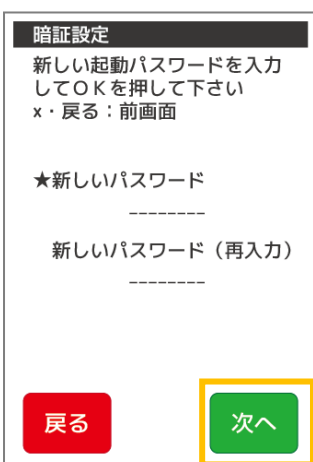 暗証設定
新しい起動パスワードを入力
してＯＫを押して下さい
x・戻る：前画面
★新しいパスワード
--------
新しいパスワード（再入力）
--------
戻る
次へ